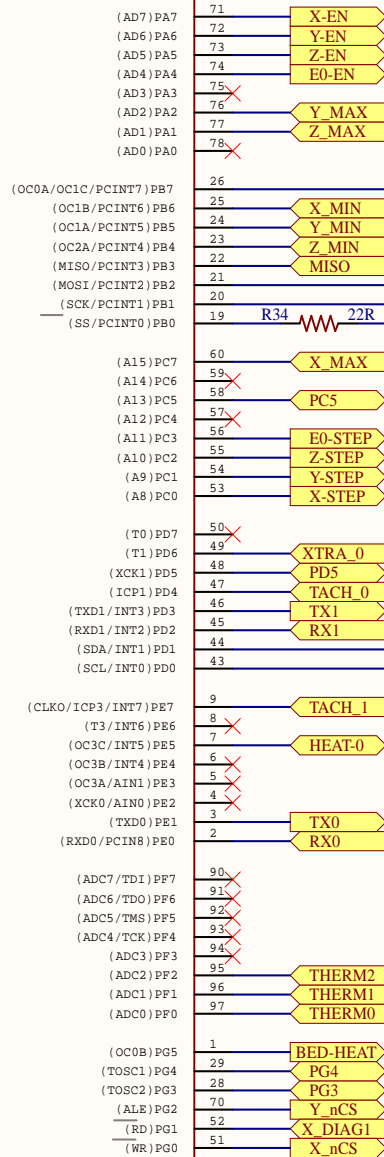 (AD7)PA7 71 X-EN
(AD6)PA6 72 Y-EN
(AD5)PA5 73 Z-EN
(AD4)PA4 74 E0-EN
(AD3)PA3 75
(AD2)PA2 76 Y_MAX
(AD1)PA1 77 Z_MAX
(AD0)PA0 78
(OC0A/OC1C/PCINT7)PB7 26
(OC1B/PCINT6)PB6 25 X_MIN
(OC1A/PCINT5)PB5 24 Y_MIN
(OC2A/PCINT4)PB4 23 Z_MIN
(MISO/PCINT3)PB3 22 MISO
(MOSI/PCINT2)PB2 21
(SCK/PCINT1)PB1 20
(SS/PCINT0)PB0 19 R34 22R
(A15)PC7 60 X_MAX
(A14)PC6 59
(A13)PC5 58 PC5
(A12)PC4 57
(A11)PC3 56 E0-STEP
(A10)PC2 55 Z-STEP
(A9)PC1 54 Y-STEP
(A8)PC0 53 X-STEP
(T0)PD7 50
(T1)PD6 49 XTRA_0
(XCK1)PD5 48 PD5
(ICP1)PD4 47 TACH_0
(TXD1/INT3)PD3 46 TX1
(RXD1/INT2)PD2 45 RX1
(SDA/INT1)PD1 44
(SCL/INT0)PD0 43
(CLKO/ICP3/INT7)PE7 9 TACH_1
(T3/INT6)PE6 8
(OC3C/INT5)PE5 7 HEAT-0
(OC3B/INT4)PE4 6
(OC3A/AIN1)PE3 5
(XCK0/AIN0)PE2 4
(TXD0)PE1 3 TX0
(RXD0/PCIN8)PE0 2 RX0
(ADC7/TDI)PF7 90
(ADC6/TDO)PF6 91
(ADC5/TMS)PF5 92
(ADC4/TCK)PF4 93
(ADC3)PF3 94
(ADC2)PF2 95 THERM2
(ADC1)PF1 96 THERM1
(ADC0)PF0 97 THERM0
(OC0B)PG5 1 BED-HEAT
(TOSC1)PG4 29 PG4
(TOSC2)PG3 28 PG3
(ALE)PG2 70 Y_nCS
(RD)PG1 52 X_DIAG1
(WR)PG0 51 X_nCS